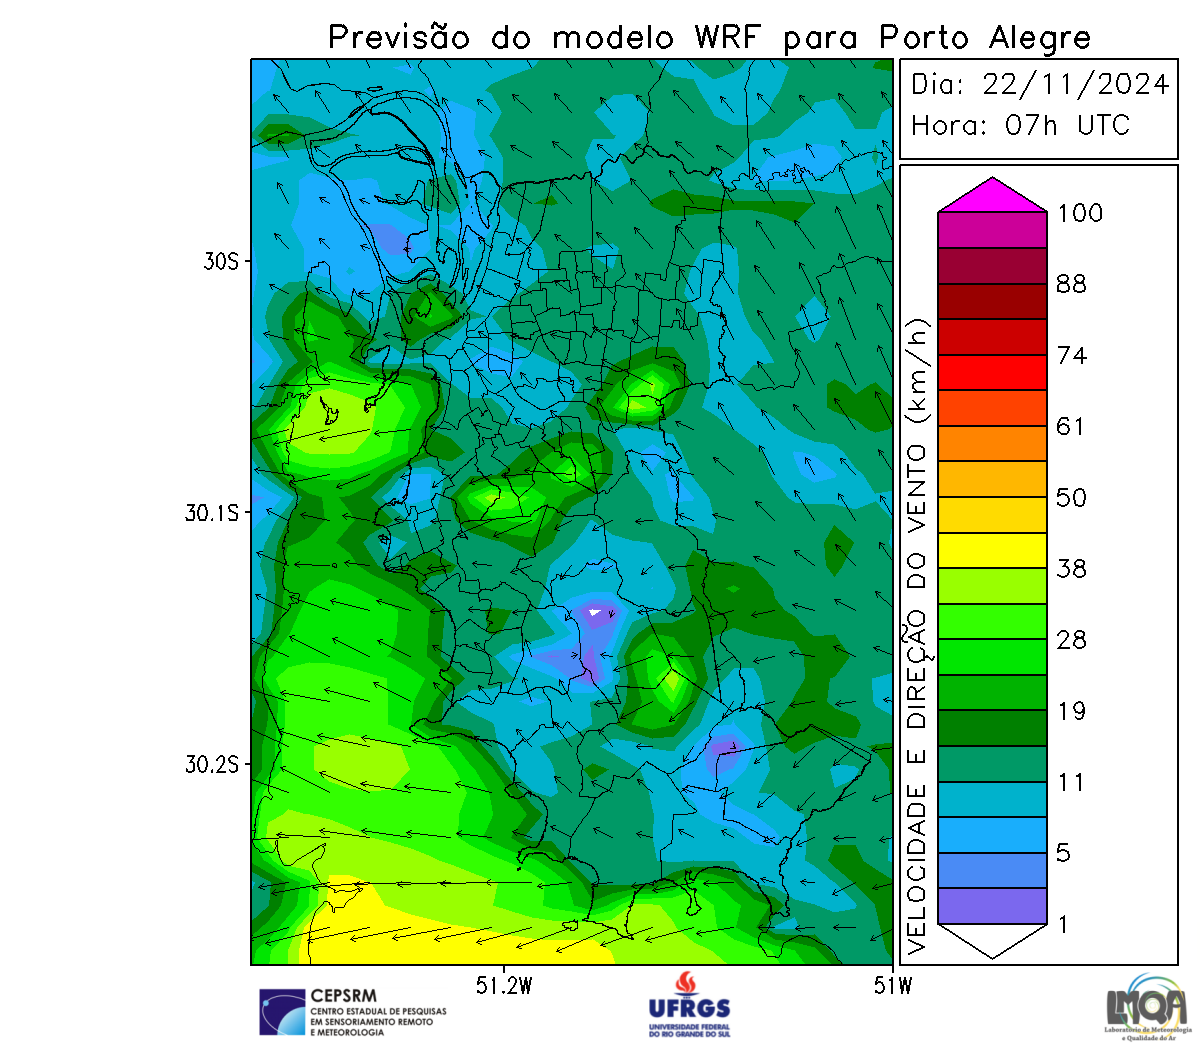 Previsão do modelo WRF para Porto Alegre
Dia: 22/11/2024
Hora: 07h UTC
VELOCIDADE E DIREÇÃO DO VENTO (km/h)
100
88
74
61
50
38
28
19
11
5
1
30S
30.1S
30.2S
51.2W
51W
CEPSRM
CENTRO ESTADUAL DE PESQUISAS
EM SENSORIAMENTO REMOTO
E METEOROLOGIA
UFRGS
UNIVERSIDADE FEDERAL
DO RIO GRANDE DO SUL
LMQA
Laboratório de Meteorologia
e Qualidade do Ar